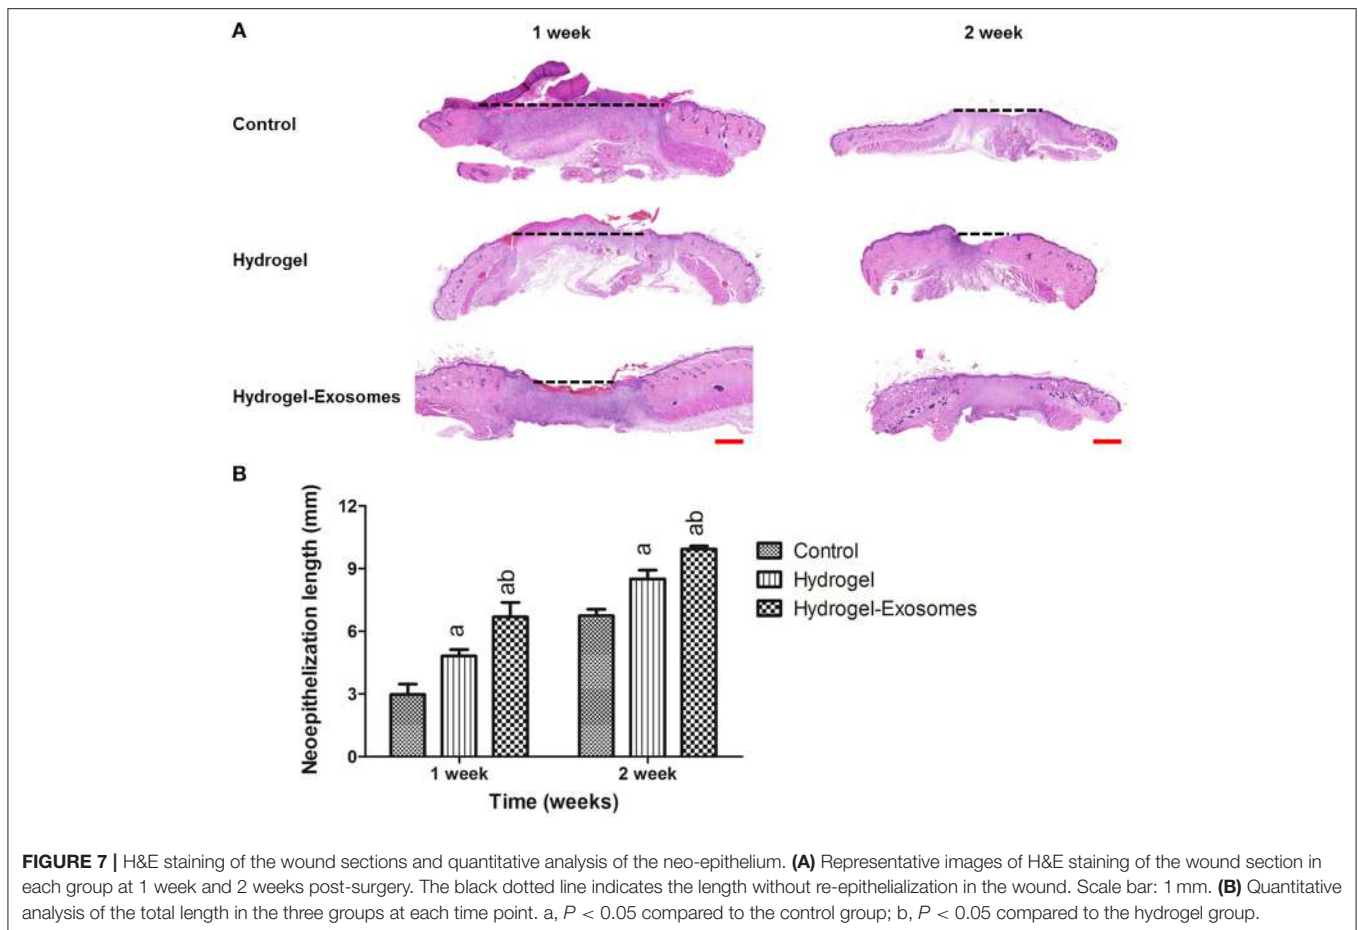 A
1 week
2 week
Control
Hydrogel
Hydrogel-Exosomes
B
Neoepithelization length (mm)
12
9
6
3
0
a
ab
a
ab
1 week
2 week
Time (weeks)
Control
Hydrogel
Hydrogel-Exosomes
FIGURE 7 | H&E staining of the wound sections and quantitative analysis of the neo-epithelium. (A) Representative images of H&E staining of the wound section in
each group at 1 week and 2 weeks post-surgery. The black dotted line indicates the length without re-epithelialization in the wound. Scale bar: 1 mm. (B) Quantitative
analysis of the total length in the three groups at each time point. a, P < 0.05 compared to the control group; b, P < 0.05 compared to the hydrogel group.